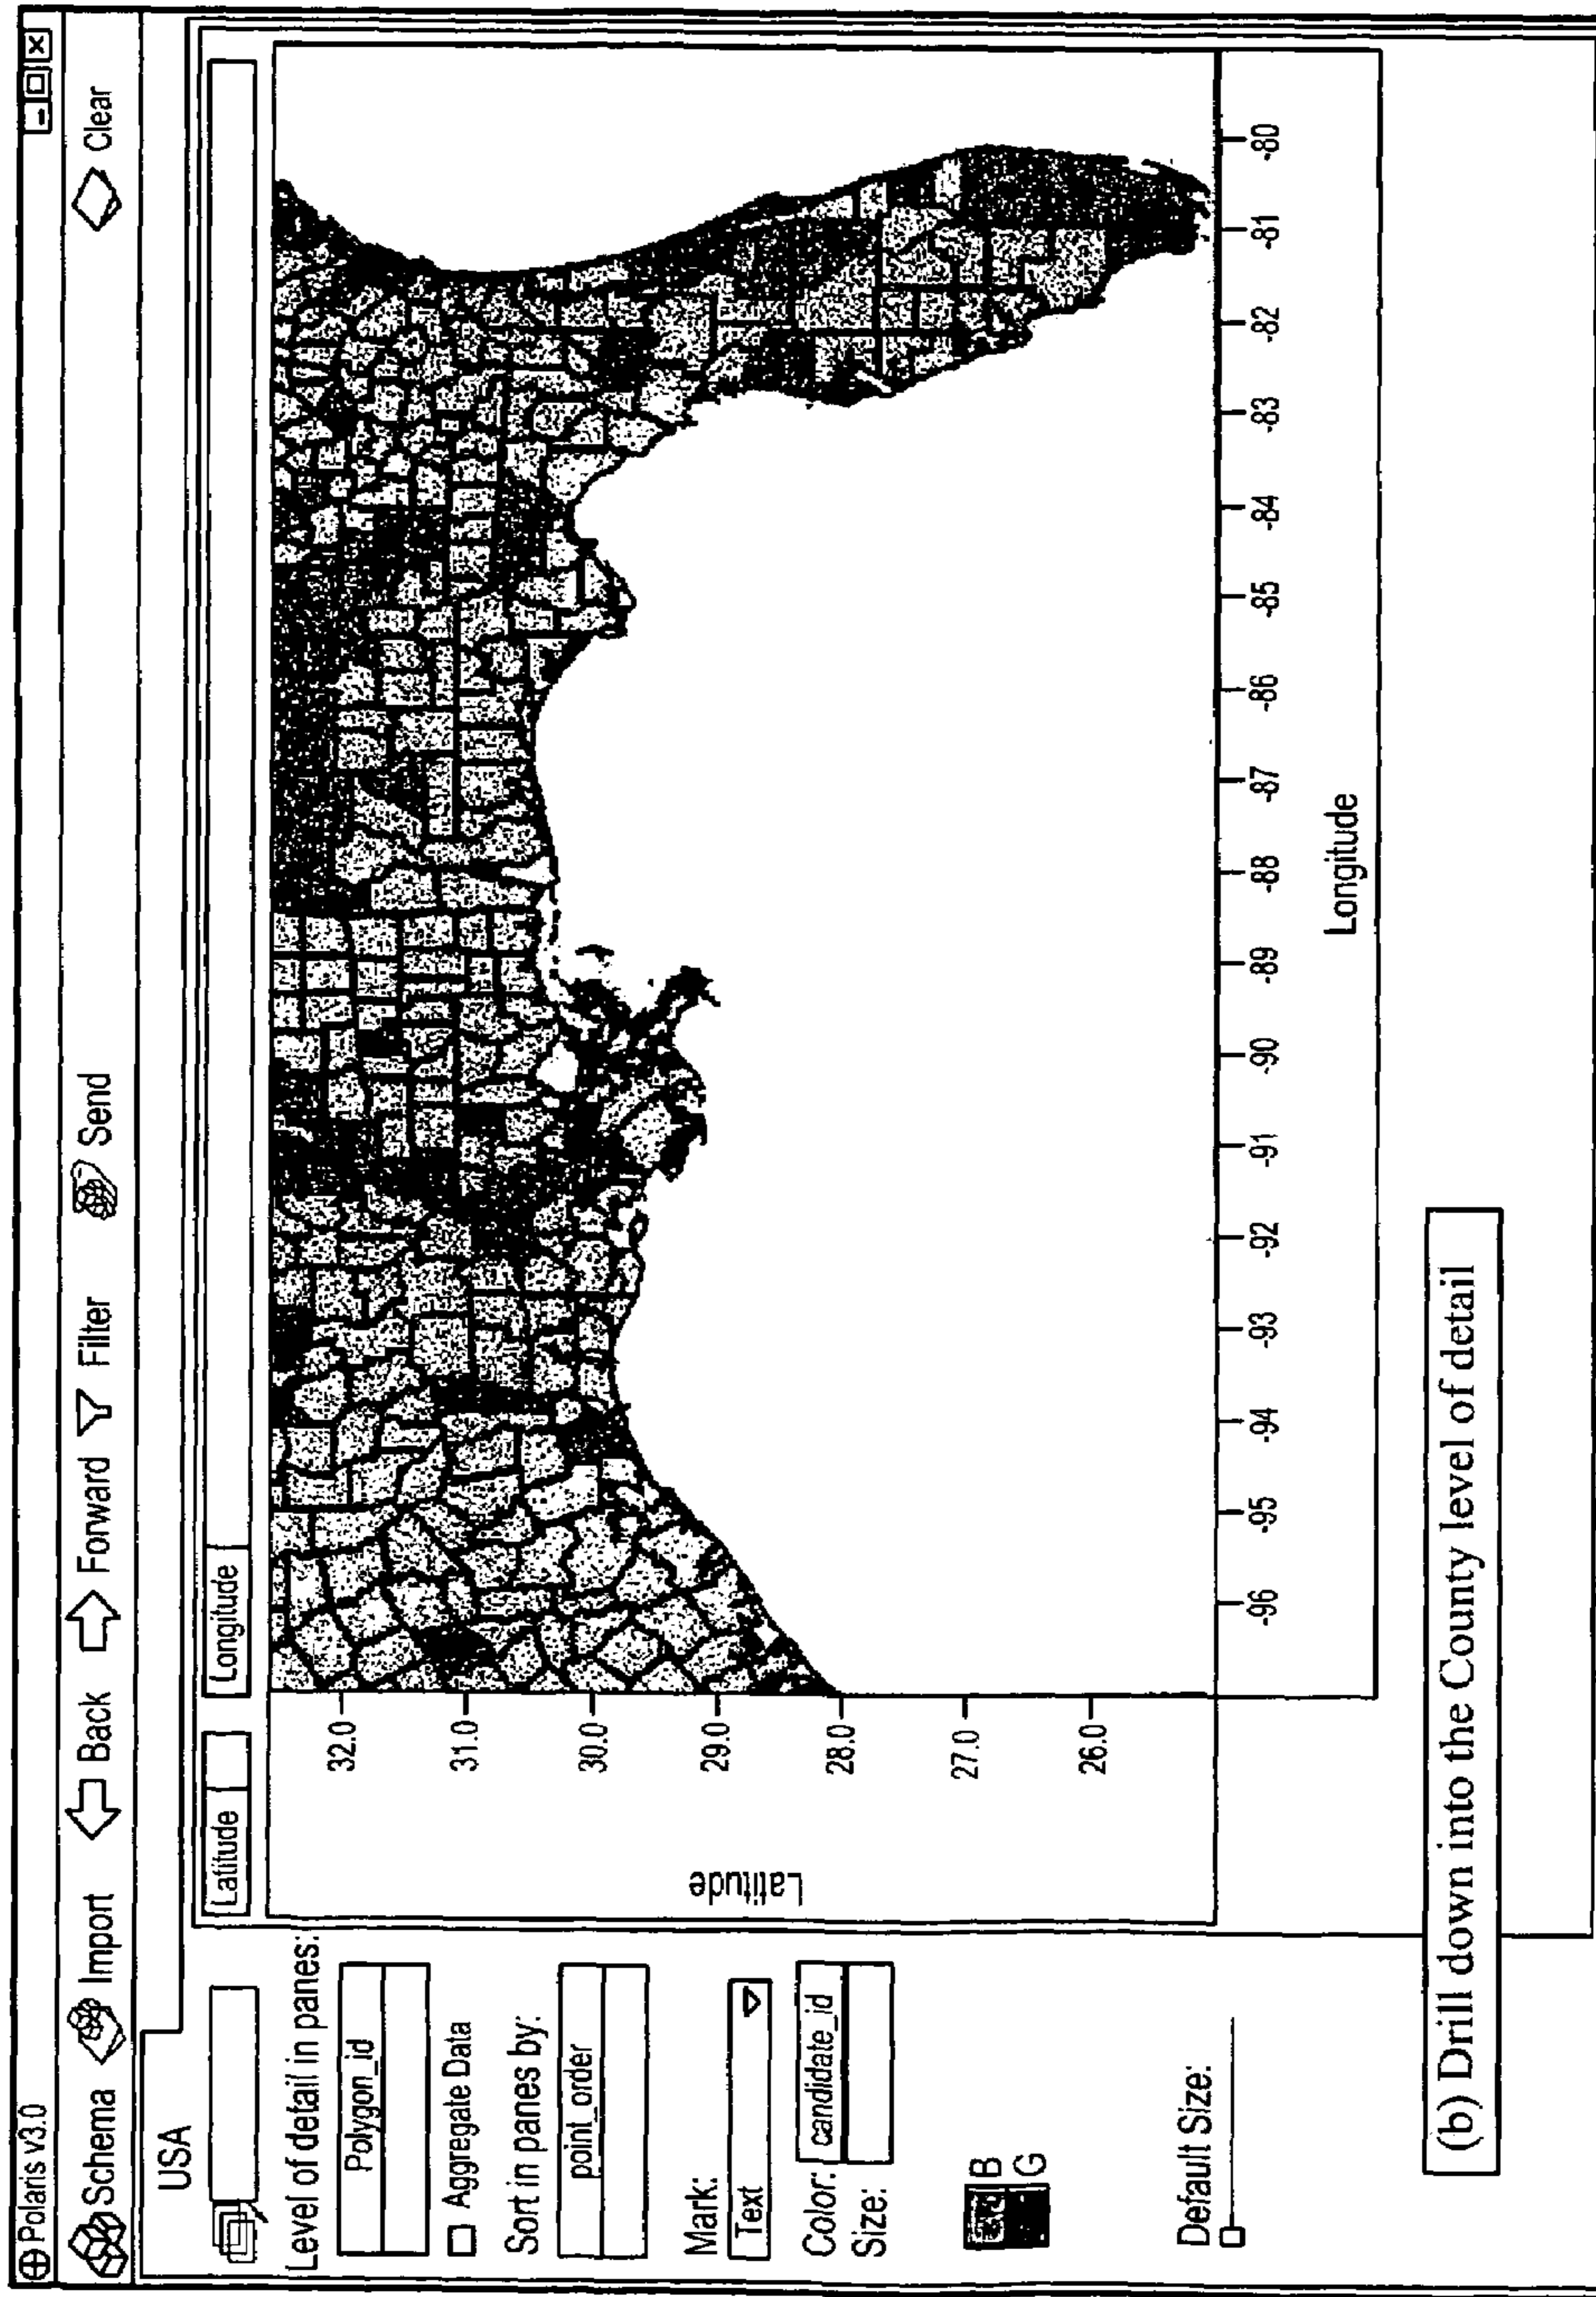 Polaris v3.0
Schema Import Back Forward Filter Send Clear
USA
Level of detail in panes:
Polygon_id
Aggregate Data
Sort in panes by:
point_order
Mark:
Text
Color: candidate_id
Size:
B
G
Default Size:
Latitude Longitude
Latitude
32.0
31.0
30.0
29.0
28.0
27.0
26.0
-96 -95 -94 -93 -92 -91 -90 -89 -88 -87 -86 -85 -84 -83 -82 -81 -80
Longitude
(b) Drill down into the County level of detail